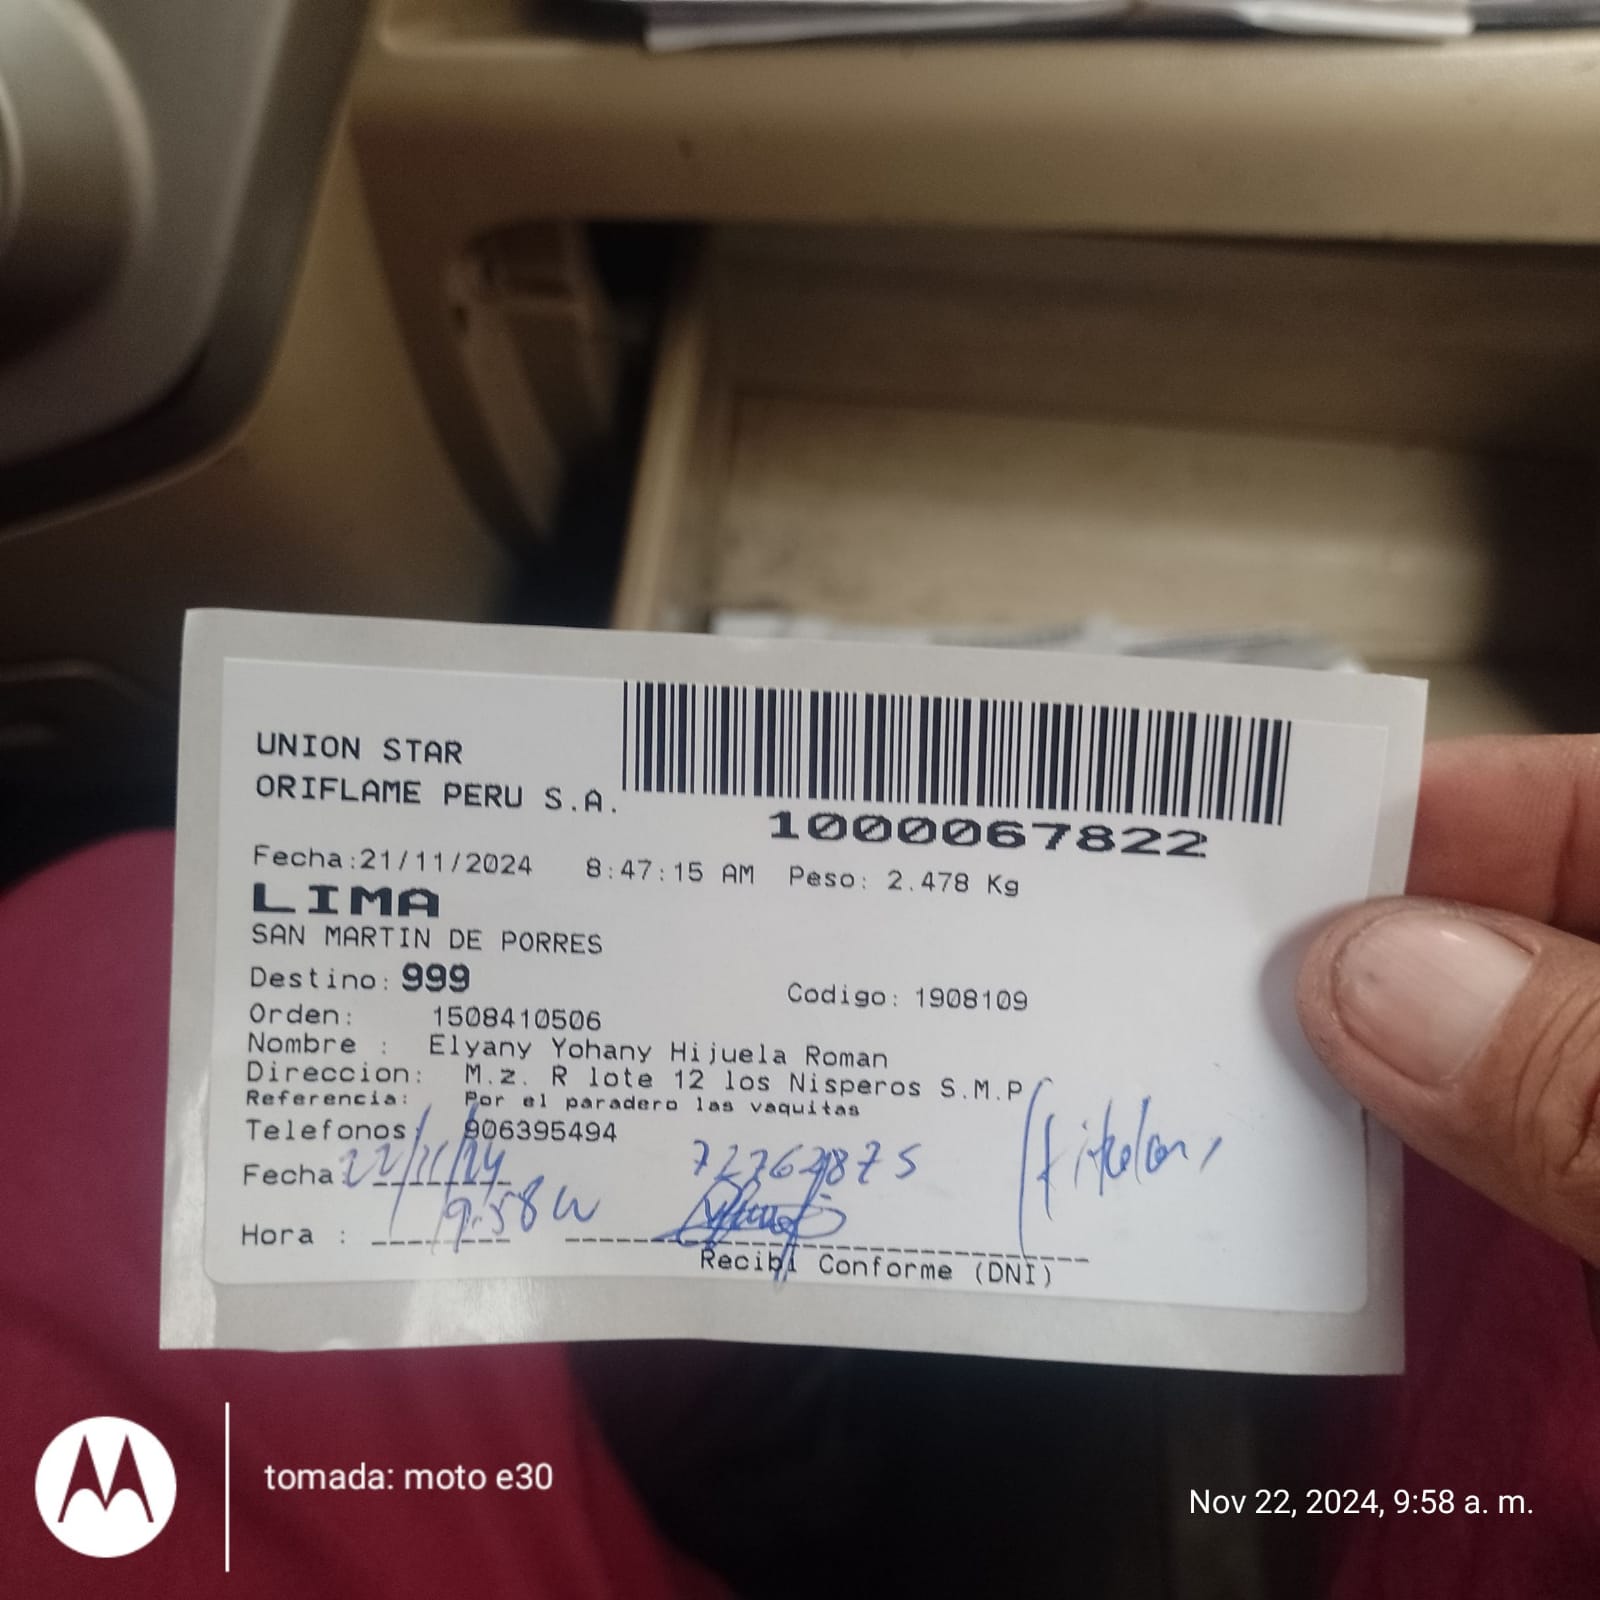 UNION STAR
ORIFLAME PERU S.A.
1000067822
Fecha:21/11/2024 8:47:15 AM Peso: 2.478 Kg
LIMA
SAN MARTIN DE PORRES
Destino: 999 Codigo: 1908109
Orden: 1508410506
Nombre : Elyany Yohany Hijuela Roman
Direccion: M.z. R lote 12 los Nisperos S.M.P
Referencia: Por el paradero las vaquitas
Telefonos: 906395494
Fecha: 22/11/24
Hora : 9:58
Recibi Conforme (DNI)
tomada: moto e30
Nov 22, 2024, 9:58 a. m.